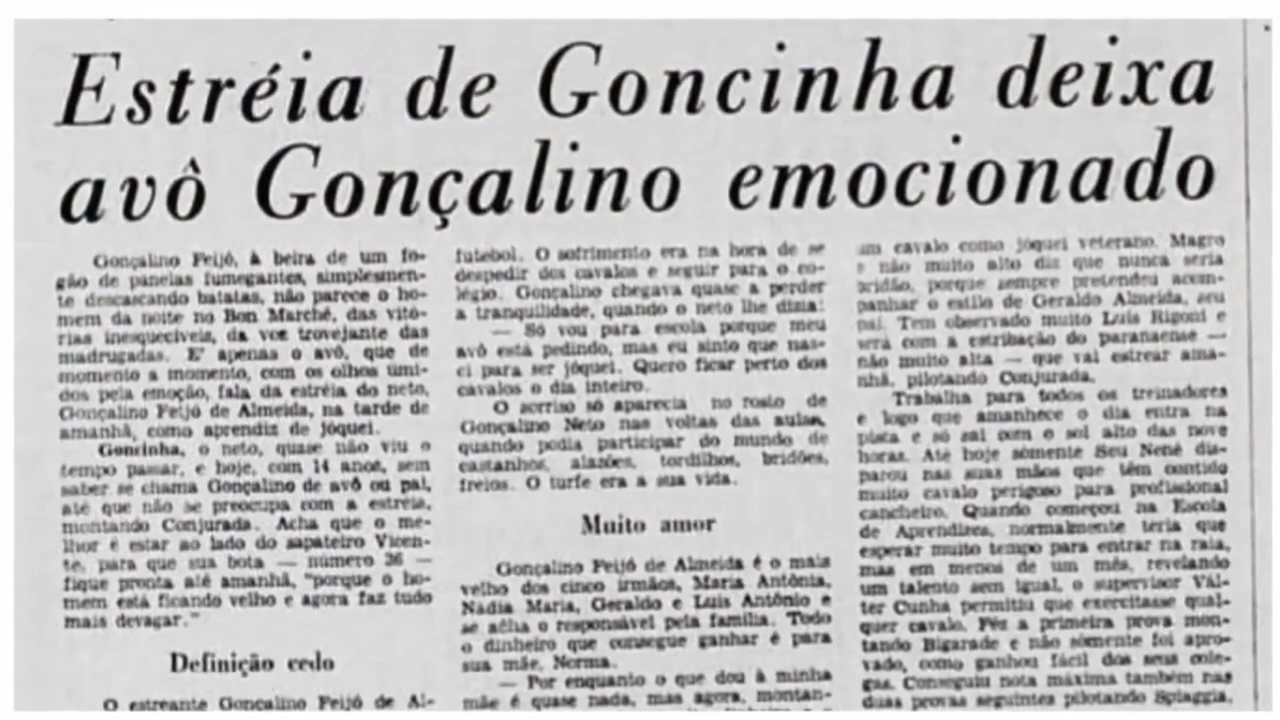 Estréia de Goncinha deixa
avô Gonçalino emocionado
Gonçalino Feijó, à beira de um fo-
gão de panelas fumegantes, simplesmen-
te descascando batatas, não parece o ho-
mem da noite no Bon Marché, das vitó-
rias inesquecíveis, da voz trovejante das
madrugadas. E' apenas o avô, que de
momento a momento, com os olhos úmi-
dos pela emoção, fala da estréia do neto,
Gonçalino Feijó de Almeida, na tarde de
amanhã, como aprendiz de jóquei.
Goncinha, o neto, quase não viu o
tempo passar, e hoje, com 14 anos, sem
saber se chama Gonçalino de avô ou pai,
até que não se preocupa com a estréia,
montando Conjurada. Acha que o me-
lhor é estar ao lado do sapateiro Vicen-
te, para que sua bota — número 36 —
fique pronta até amanhã, "porque o ho-
mem está ficando velho e agora faz tudo
mais devagar."
Definição cedo
O estreante Gonçalino Feijó de Al-
futebol. O sofrimento era na hora de se
despedir dos cavalos e seguir para o co-
légio. Gonçalino chegava quase a perder
a tranquilidade, quando o neto lhe dizia:
— Só vou para escola porque meu
avô está pedindo, mas eu sinto que nas-
ci para ser jóquei. Quero ficar perto dos
cavalos o dia inteiro.
O sorriso só aparecia no rosto de
Gonçalino Neto nas voltas das aulas,
quando podia participar do mundo de
castanhos, alazões, tordilhos, bridões,
freios. O turfe era a sua vida.
Muito amor
Gonçalino Feijó de Almeida é o mais
velho dos cinco irmãos, Maria Antônia,
Nádia Maria, Geraldo e Luís Antônio e
se acha o responsável pela família. Todo
o dinheiro que consegue ganhar é para
sua mãe, Norma.
— Por enquanto o que dou à minha
mãe é quase nada, mas agora, montan-
um cavalo como jóquei veterano. Magro
e não muito alto diz que nunca seria
bridão, porque sempre pretendeu acom-
panhar o estilo de Geraldo Almeida, seu
pai. Tem observado muito Luís Rigoni e
será com a estribação do paranaense —
não muito alta — que vai estrear ama-
nhã, pilotando Conjurada.
Trabalha para todos os treinadores
e logo que amanhece o dia entra na
pista e só sai com o sol alto das nove
horas. Até hoje sòmente Seu Nenê dis-
parou nas suas mãos que têm contido
muito cavalo perigoso para profissional
cancheiro. Quando começou na Escola
de Aprendizes, normalmente teria que
esperar muito tempo para entrar na raia,
mas em menos de um mês, revelando
um talento sem igual, o supervisor Vál-
ter Cunha permitiu que exercitasse qual-
quer cavalo. Fêz a primeira prova mon-
tando Bigarade e não sòmente foi apro-
vado, como ganhou fácil dos seus cole-
gas. Conseguiu nota máxima também nas
duas provas seguintes pilotando Spiaggia,